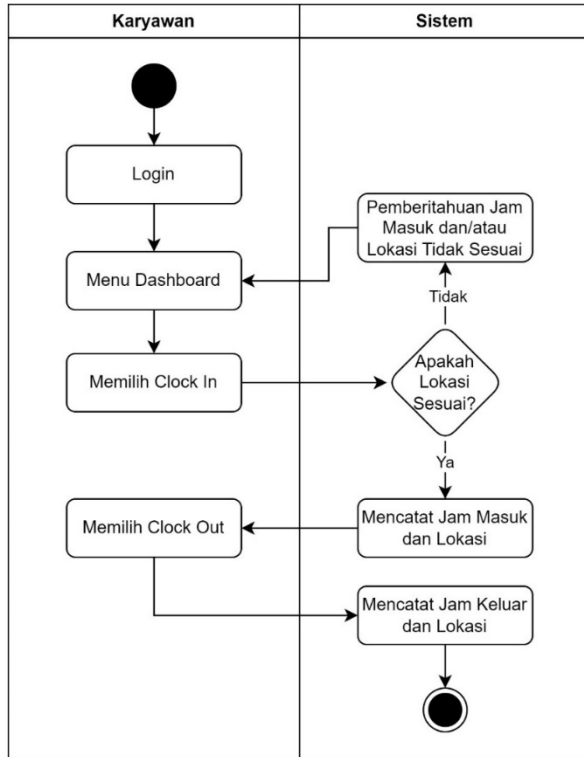 Karyawan
Sistem
Login
Pemberitahuan Jam
Masuk dan/atau
Lokasi Tidak Sesuai
Menu Dashboard
Tidak
Memilih Clock In
Apakah
Lokasi
Sesuai?
Ya
Memilih Clock Out
Mencatat Jam Masuk
dan Lokasi
Mencatat Jam Keluar
dan Lokasi